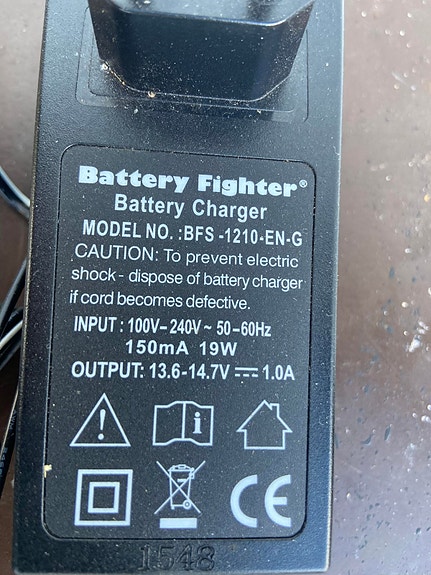 Battery Fighter®
Battery Charger
MODEL NO. :BFS -1210-EN-G
CAUTION: To prevent electric
shock - dispose of battery charger
if cord becomes defective.
INPUT : 100V- 240V ~ 50-60Hz
150mA 19W
OUTPUT: 13.6-14.7V ⎓ 1.0A
! i
CE
1548